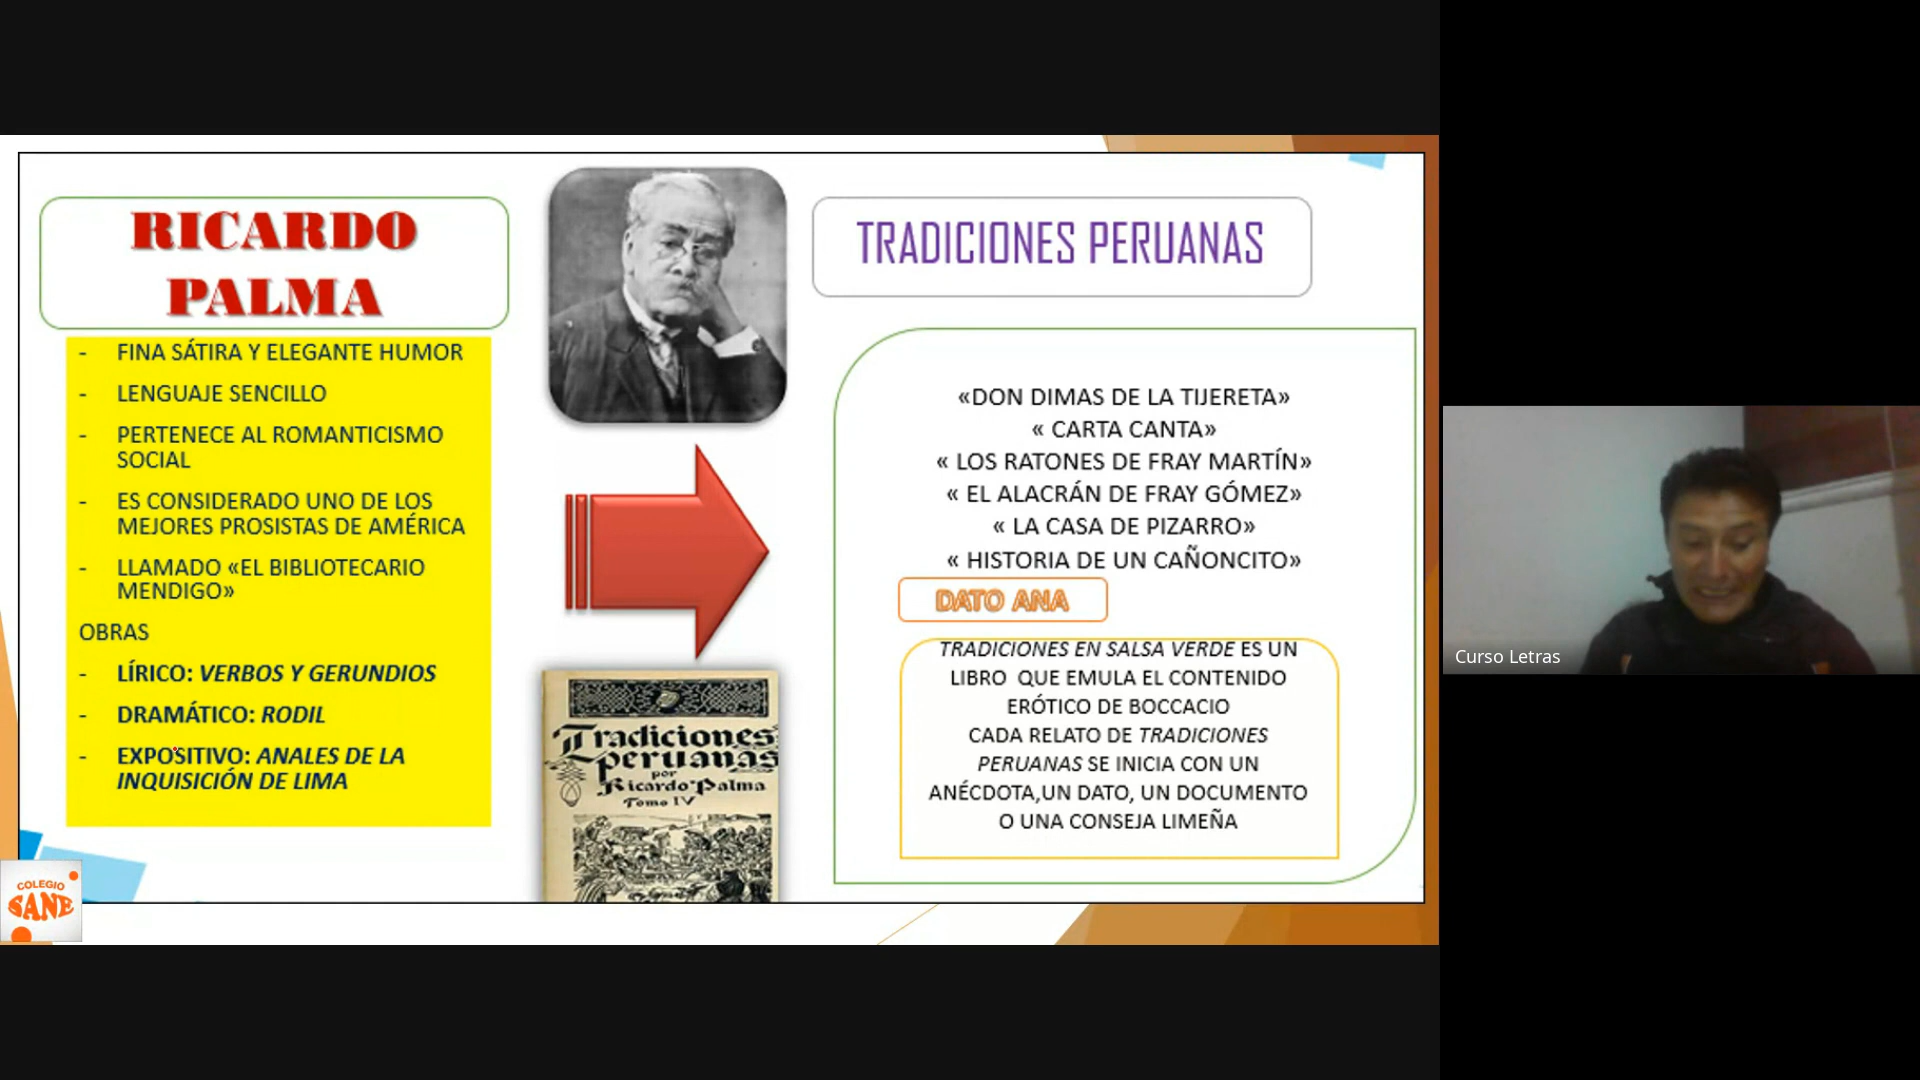 RICARDO
PALMA
- FINA SÁTIRA Y ELEGANTE HUMOR
- LENGUAJE SENCILLO
- PERTENECE AL ROMANTICISMO
SOCIAL
- ES CONSIDERADO UNO DE LOS
MEJORES PROSISTAS DE AMÉRICA
- LLAMADO «EL BIBLIOTECARIO
MENDIGO»
OBRAS
- LÍRICO: VERBOS Y GERUNDIOS
- DRAMÁTICO: RODIL
- EXPOSITIVO: ANALES DE LA
INQUISICIÓN DE LIMA
Tradiciones
peruanas
por
Ricardo Palma
Tomo IV
TRADICIONES PERUANAS
«DON DIMAS DE LA TIJERETA»
« CARTA CANTA»
« LOS RATONES DE FRAY MARTÍN»
« EL ALACRÁN DE FRAY GÓMEZ»
« LA CASA DE PIZARRO»
« HISTORIA DE UN CAÑONCITO»
DATO ANA
TRADICIONES EN SALSA VERDE ES UN
LIBRO QUE EMULA EL CONTENIDO
ERÓTICO DE BOCCACIO
CADA RELATO DE TRADICIONES
PERUANAS SE INICIA CON UN
ANÉCDOTA,UN DATO, UN DOCUMENTO
O UNA CONSEJA LIMEÑA
COLEGIO
SANE
Curso Letras